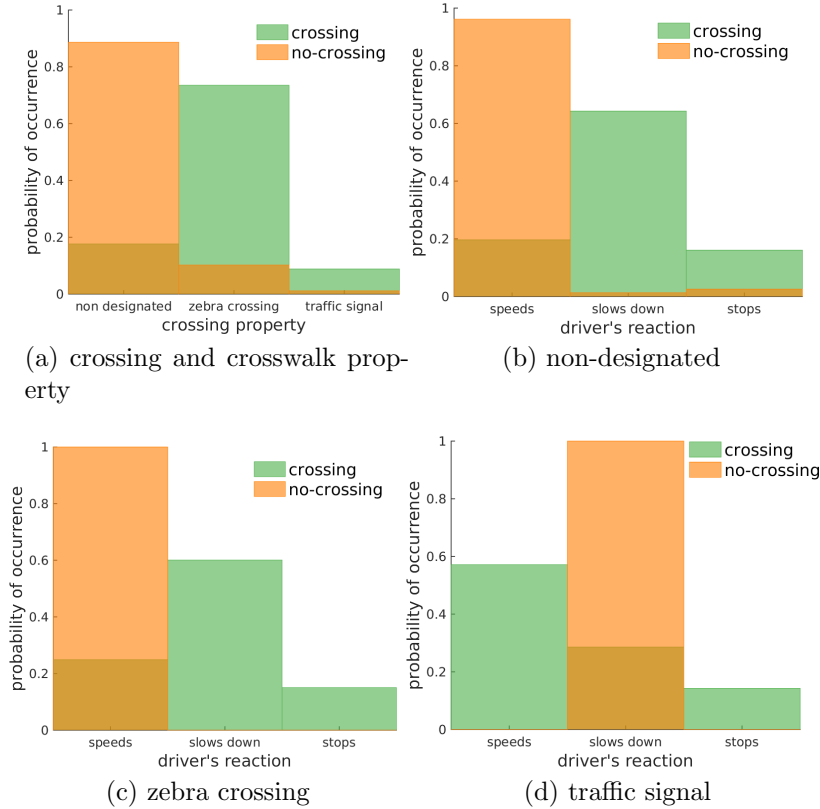 1
0.8
0.6
0.4
0.2
0
probability of occurrence
crossing
no-crossing
non designated zebra crossing traffic signal
crossing property
(a) crossing and crosswalk prop-
erty
1
0.8
0.6
0.4
0.2
0
probability of occurrence
crossing
no-crossing
speeds slows down stops
driver's reaction
(b) non-designated
1
0.8
0.6
0.4
0.2
0
probability of occurrence
crossing
no-crossing
speeds slows down stops
driver's reaction
(c) zebra crossing
1
0.8
0.6
0.4
0.2
0
probability of occurrence
crossing
no-crossing
speeds slows down stops
driver's reaction
(d) traffic signal